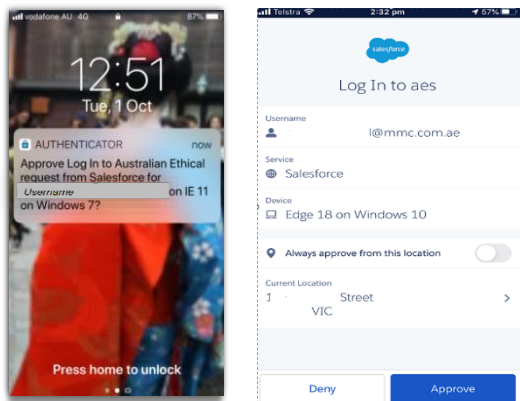 vodafone AU 4G 87%
12:51
Tue, 1 Oct
AUTHENTICATOR now
Approve Log In to Australian Ethical
request from Salesforce for
Username on IE 11
on Windows 7?
Press home to unlock
Telstra 2:32 pm 57%
salesforce
Log In to aes
Username
l@mmc.com.ae
Service
Salesforce
Device
Edge 18 on Windows 10
Always approve from this location
Current Location
1 Street
VIC
Deny Approve